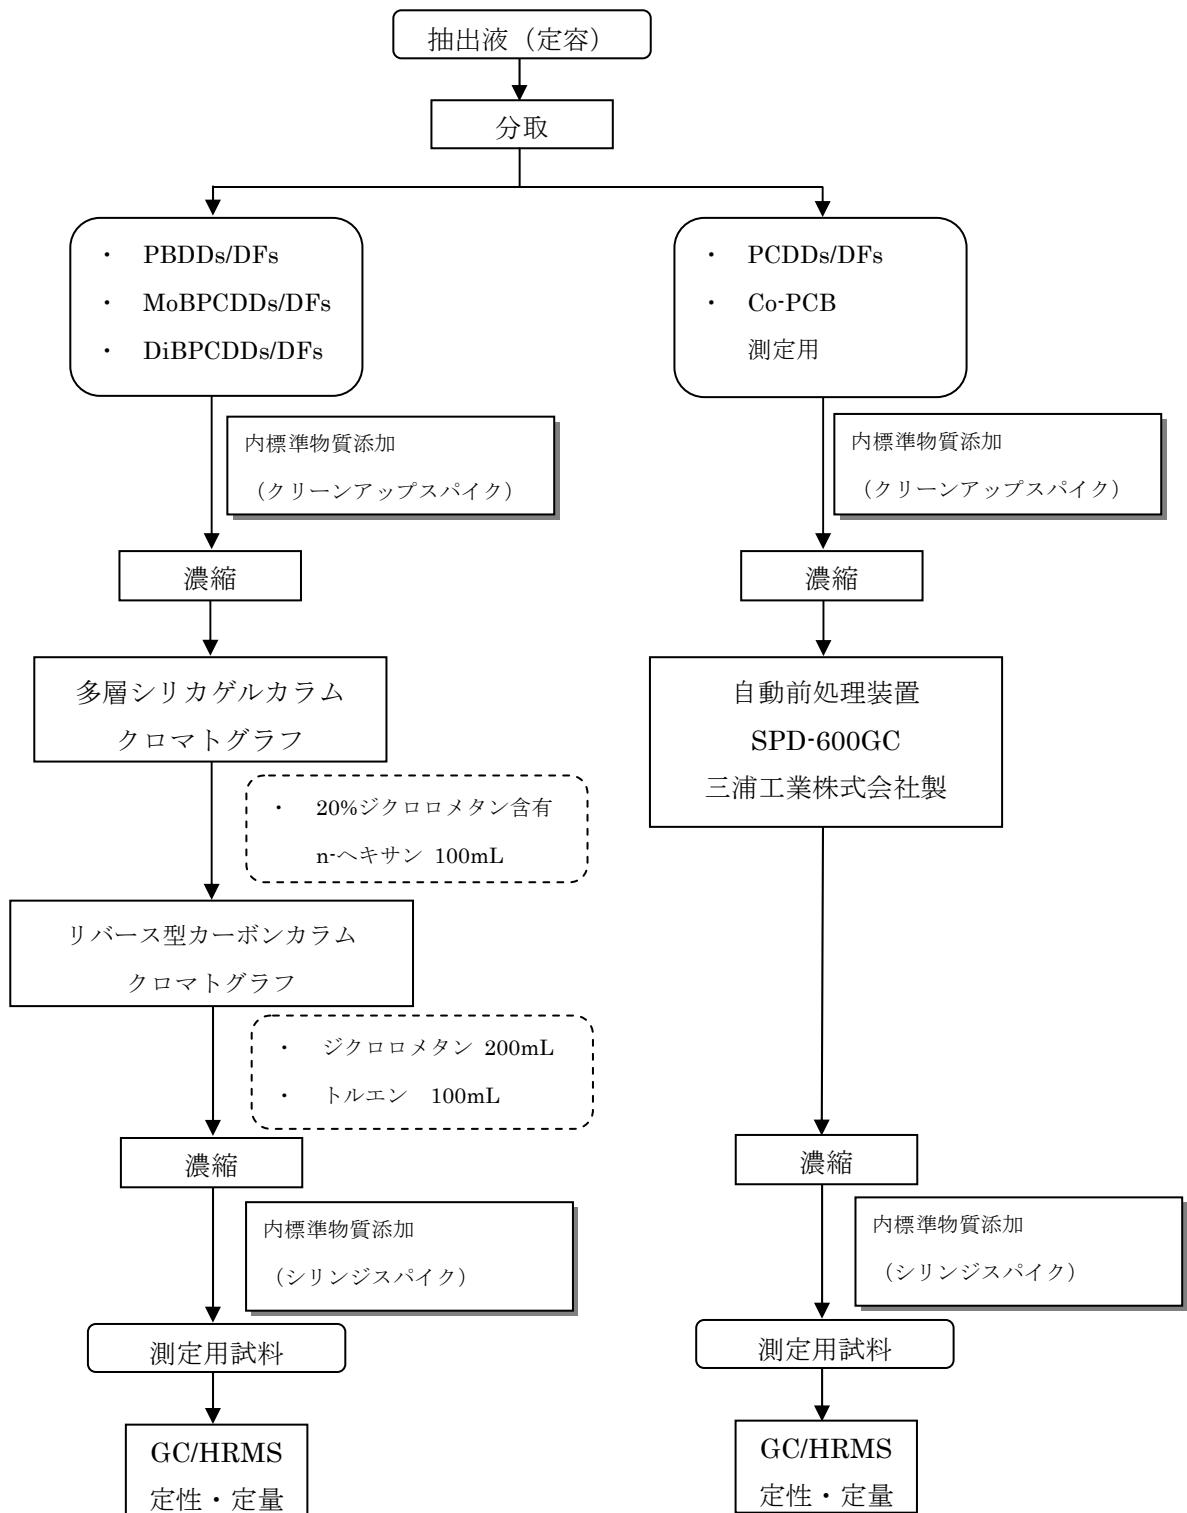 抽出液（定容）
分取
・ PBDDs/DFs
・ MoBPCDDs/DFs
・ DiBPCDDs/DFs
・ PCDDs/DFs
・ Co-PCB
測定用
内標準物質添加
（クリーンアップスパイク）
内標準物質添加
（クリーンアップスパイク）
濃縮
濃縮
多層シリカゲルカラム
クロマトグラフ
自動前処理装置
SPD-600GC
三浦工業株式会社製
・ 20%ジクロロメタン含有
n-ヘキサン 100mL
リバース型カーボンカラム
クロマトグラフ
・ ジクロロメタン 200mL
・ トルエン 100mL
濃縮
濃縮
内標準物質添加
（シリンジスパイク）
内標準物質添加
（シリンジスパイク）
測定用試料
測定用試料
GC/HRMS
定性・定量
GC/HRMS
定性・定量